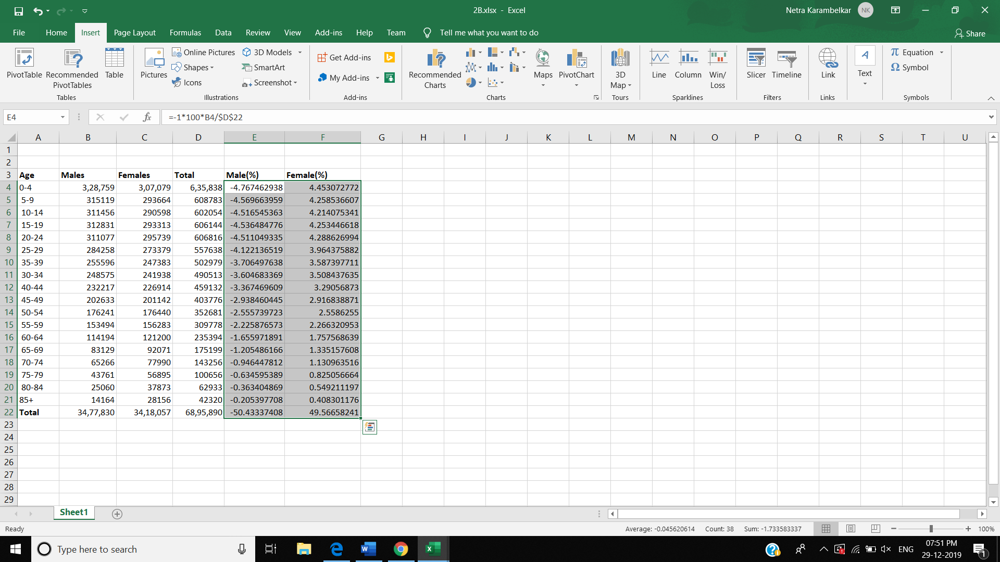 2B.xlsx - Excel
Netra Karambelkar NK
File Home Insert Page Layout Formulas Data Review View Add-ins Help Team Tell me what you want to do Share
PivotTable Recommended PivotTables Table
Tables
Pictures Online Pictures Shapes Icons 3D Models SmartArt Screenshot
Illustrations
Get Add-ins My Add-ins
Add-ins
Recommended Charts Maps PivotChart
Charts
3D Map
Tours
Line Column Win/Loss
Sparklines
Slicer Timeline
Filters
Link
Links
A Text
π Equation Ω Symbol
Symbols
E4 fx =-1*100*B4/$D$22
A B C D E F G H I J K L M N O P Q R S T U
1
2
3 Age Males Females Total Male(%) Female(%)
4 0-4 3,28,759 3,07,079 6,35,838 -4.767462938 4.453072772
5 5-9 315119 293664 608783 -4.569663959 4.258536607
6 10-14 311456 290598 602054 -4.516545363 4.214075341
7 15-19 312831 293313 606144 -4.536484776 4.253446618
8 20-24 311077 295739 606816 -4.511049335 4.288626994
9 25-29 284258 273379 557638 -4.122136519 3.964375882
10 35-39 255596 247383 502979 -3.706497638 3.587397711
11 30-34 248575 241938 490513 -3.604683369 3.508437635
12 40-44 232217 226914 459132 -3.367469609 3.29056873
13 45-49 202633 201142 403776 -2.938460445 2.916838871
14 50-54 176241 176440 352681 -2.555739723 2.5586255
15 55-59 153494 156283 309778 -2.225876573 2.266320953
16 60-64 114194 121200 235394 -1.655971891 1.757568639
17 65-69 83129 92071 175199 -1.205486166 1.335157608
18 70-74 65266 77990 143256 -0.946447812 1.130963516
19 75-79 43761 56895 100656 -0.634595389 0.825056664
20 80-84 25060 37873 62933 -0.363404869 0.549211197
21 85+ 14164 28156 42320 -0.205397708 0.408301176
22 Total 34,77,830 34,18,057 68,95,890 -50.43337408 49.56658241
23
24
25
26
27
28
29
Sheet1
Ready Average: -0.045620614 Count: 38 Sum: -1.733583337 100%
Type here to search ENG 07:51 PM
29-12-2019 1